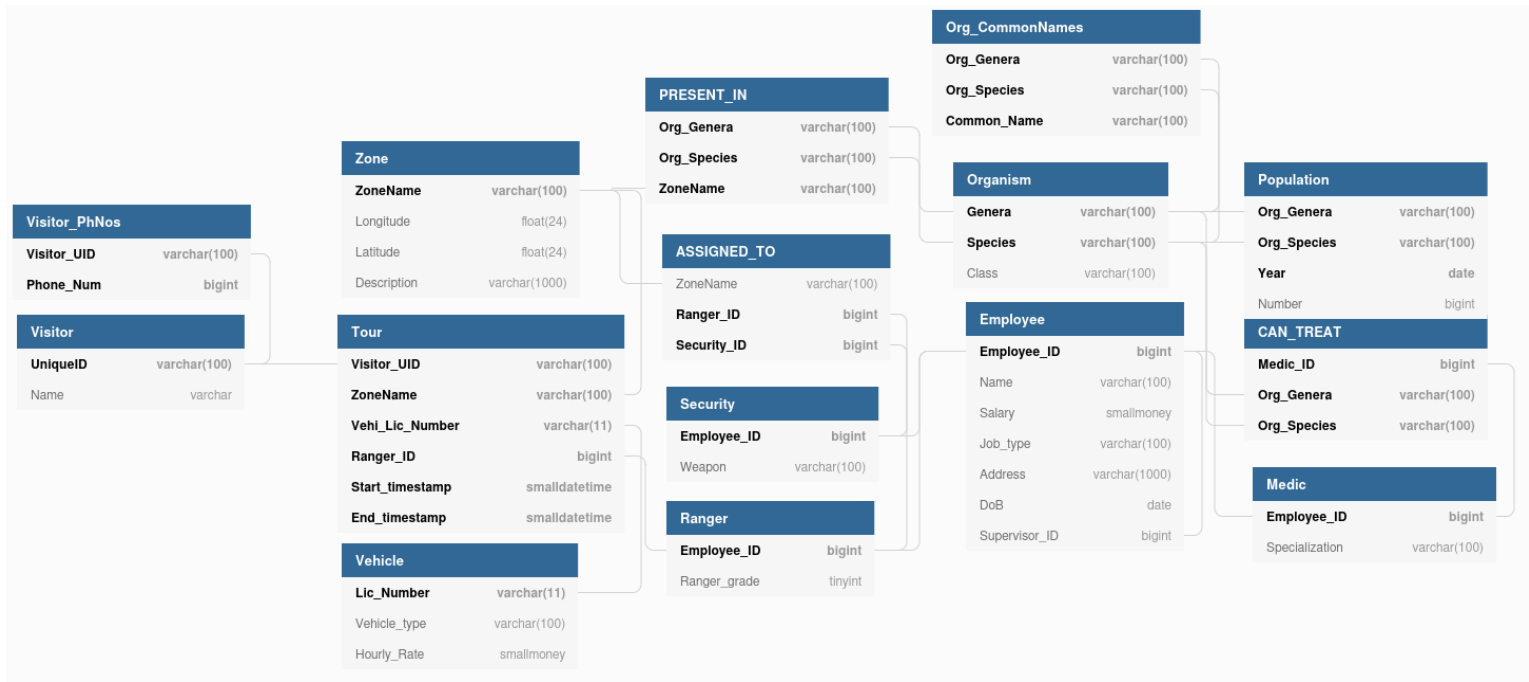 Org_CommonNames
Org_Genera varchar(100)
Org_Species varchar(100)
Common_Name varchar(100)
PRESENT_IN
Org_Genera varchar(100)
Org_Species varchar(100)
ZoneName varchar(100)
Zone
ZoneName varchar(100)
Longitude float(24)
Latitude float(24)
Description varchar(1000)
Organism
Genera varchar(100)
Species varchar(100)
Class varchar(100)
Population
Org_Genera varchar(100)
Org_Species varchar(100)
Year date
Number bigint
Visitor_PhNos
Visitor_UID varchar(100)
Phone_Num bigint
ASSIGNED_TO
ZoneName varchar(100)
Ranger_ID bigint
Security_ID bigint
Visitor
UniqueID varchar(100)
Name varchar
Tour
Visitor_UID varchar(100)
ZoneName varchar(100)
Vehi_Lic_Number varchar(11)
Ranger_ID bigint
Start_timestamp smalldatetime
End_timestamp smalldatetime
Employee
Employee_ID bigint
Name varchar(100)
Salary smallmoney
Job_type varchar(100)
Address varchar(1000)
DoB date
Supervisor_ID bigint
CAN_TREAT
Medic_ID bigint
Org_Genera varchar(100)
Org_Species varchar(100)
Security
Employee_ID bigint
Weapon varchar(100)
Medic
Employee_ID bigint
Specialization varchar(100)
Ranger
Employee_ID bigint
Ranger_grade tinyint
Vehicle
Lic_Number varchar(11)
Vehicle_type varchar(100)
Hourly_Rate smallmoney